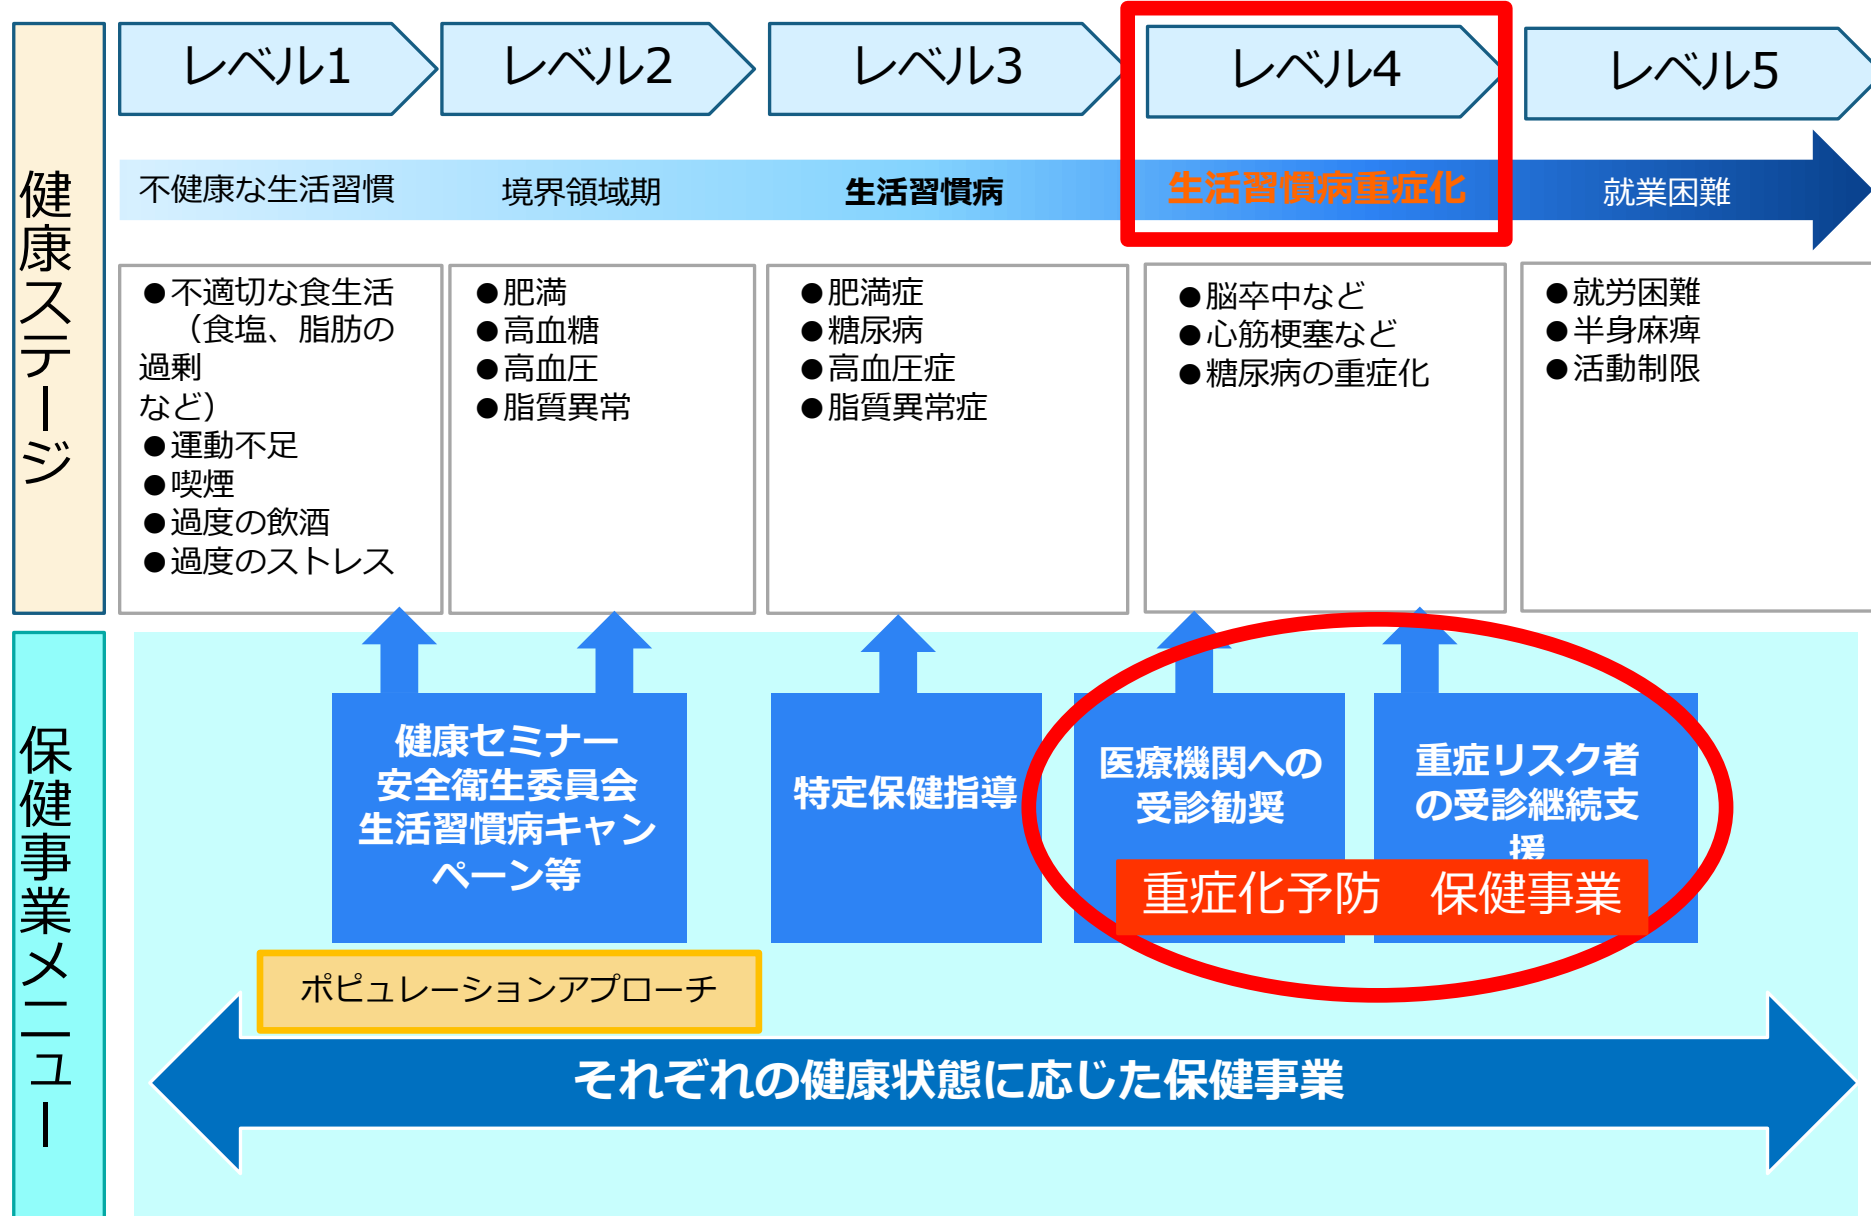 健康ステージ
レベル1
レベル2
レベル3
レベル4
レベル5
不健康な生活習慣
境界領域期
生活習慣病
生活習慣病重症化
就業困難
●不適切な食生活
（食塩、脂肪の
過剰
など）
●運動不足
●喫煙
●過度の飲酒
●過度のストレス
●肥満
●高血糖
●高血圧
●脂質異常
●肥満症
●糖尿病
●高血圧症
●脂質異常症
●脳卒中など
●心筋梗塞など
●糖尿病の重症化
●就労困難
●半身麻痺
●活動制限
保健事業メニュー
健康セミナー
安全衛生委員会
生活習慣病キャン
ペーン等
特定保健指導
医療機関への
受診勧奨
重症リスク者
の受診継続支
援
重症化予防　保健事業
ポピュレーションアプローチ
それぞれの健康状態に応じた保健事業